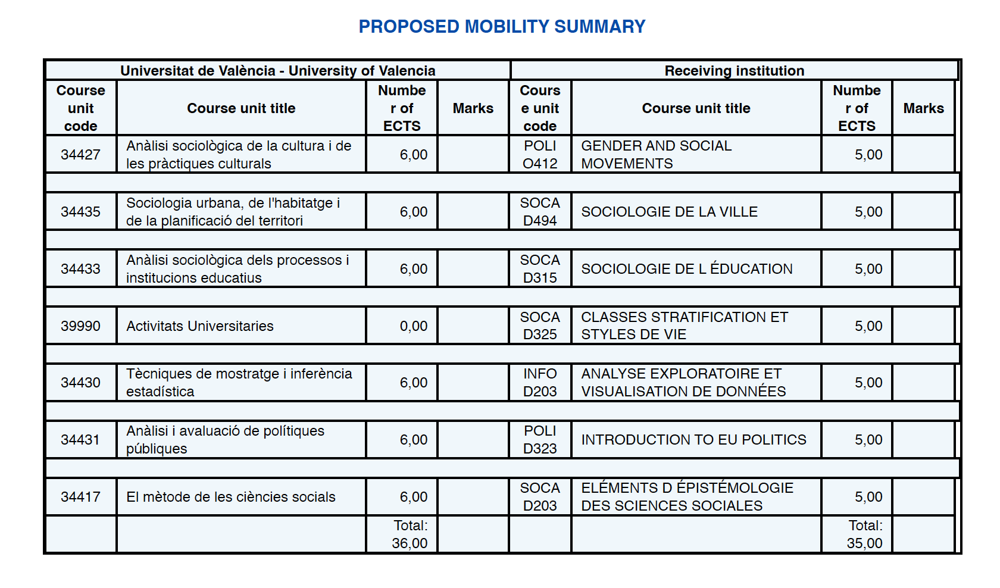 PROPOSED MOBILITY SUMMARY
Universitat de València - University of Valencia
Receiving institution
Course
unit
code
Course unit title
Numbe
r of
ECTS
Marks
Cours
e unit
code
Course unit title
Numbe
r of
ECTS
Marks
34427
Anàlisi sociològica de la cultura i de
les pràctiques culturals
6,00
POLI
O412
GENDER AND SOCIAL
MOVEMENTS
5,00
34435
Sociologia urbana, de l'habitatge i
de la planificació del territori
6,00
SOCA
D494
SOCIOLOGIE DE LA VILLE
5,00
34433
Anàlisi sociològica dels processos i
institucions educatius
6,00
SOCA
D315
SOCIOLOGIE DE L ÉDUCATION
5,00
39990
Activitats Universitaries
0,00
SOCA
D325
CLASSES STRATIFICATION ET
STYLES DE VIE
5,00
34430
Tècniques de mostratge i inferència
estadística
6,00
INFO
D203
ANALYSE EXPLORATOIRE ET
VISUALISATION DE DONNÉES
5,00
34431
Anàlisi i avaluació de polítiques
públiques
6,00
POLI
D323
INTRODUCTION TO EU POLITICS
5,00
34417
El mètode de les ciències socials
6,00
SOCA
D203
ELÉMENTS D ÉPISTÉMOLOGIE
DES SCIENCES SOCIALES
5,00
Total:
36,00
Total:
35,00